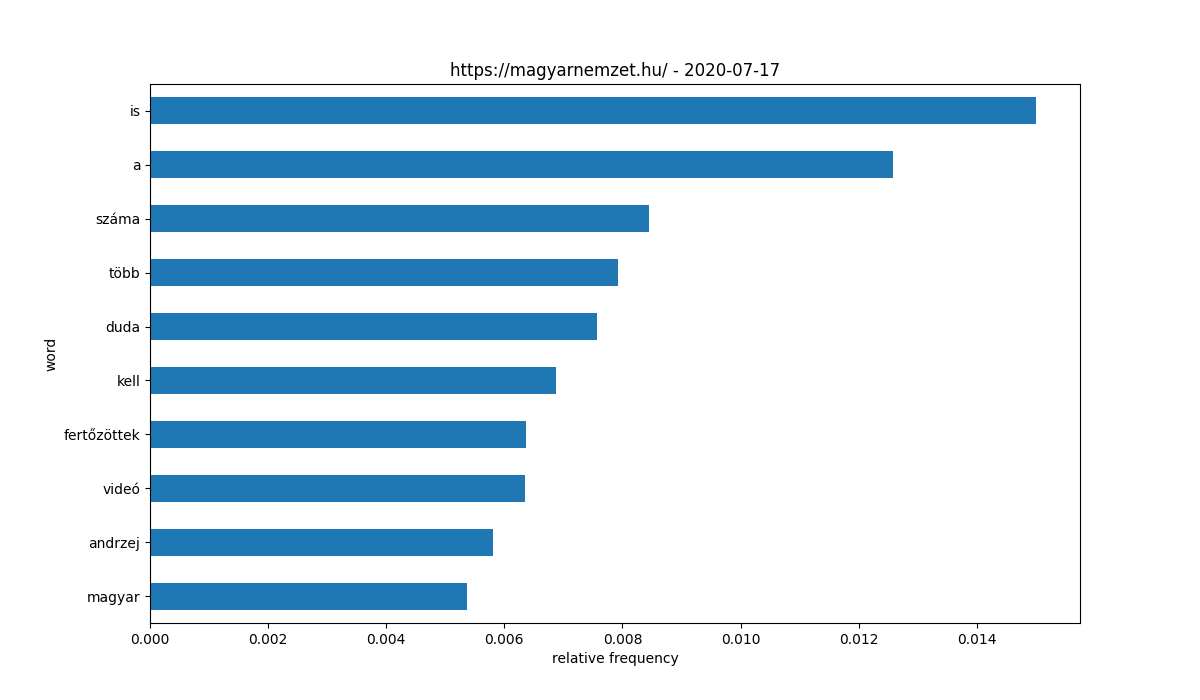 https://magyarnemzet.hu/ - 2020-07-17
is
a
száma
több
duda
kell
fertőzöttek
videó
andrzej
magyar
word
0.000 0.002 0.004 0.006 0.008 0.010 0.012 0.014
relative frequency